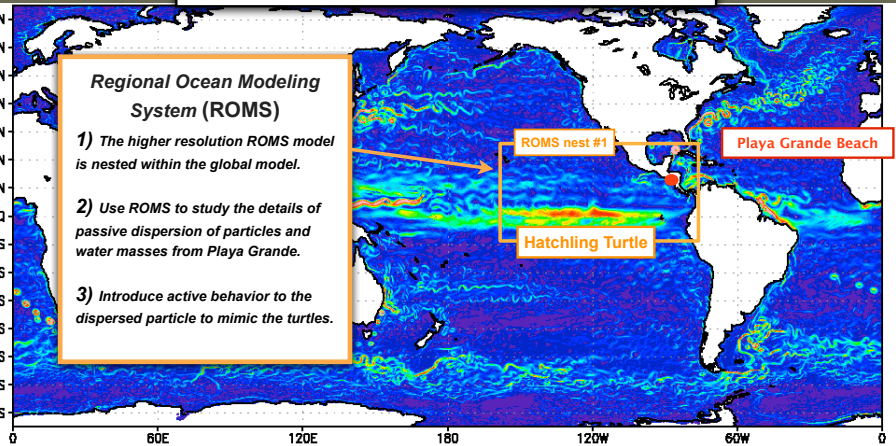 Regional Ocean Modeling
System (ROMS)
1) The higher resolution ROMS model
is nested within the global model.
2) Use ROMS to study the details of
passive dispersion of particles and
water masses from Playa Grande.
3) Introduce active behavior to the
dispersed particle to mimic the turtles.
ROMS nest #1
Playa Grande Beach
Hatchling Turtle
N
N
N
N
N
N
Q
S
S
S
S
S
S
S
0
60E
120E
180
120W
60W
0